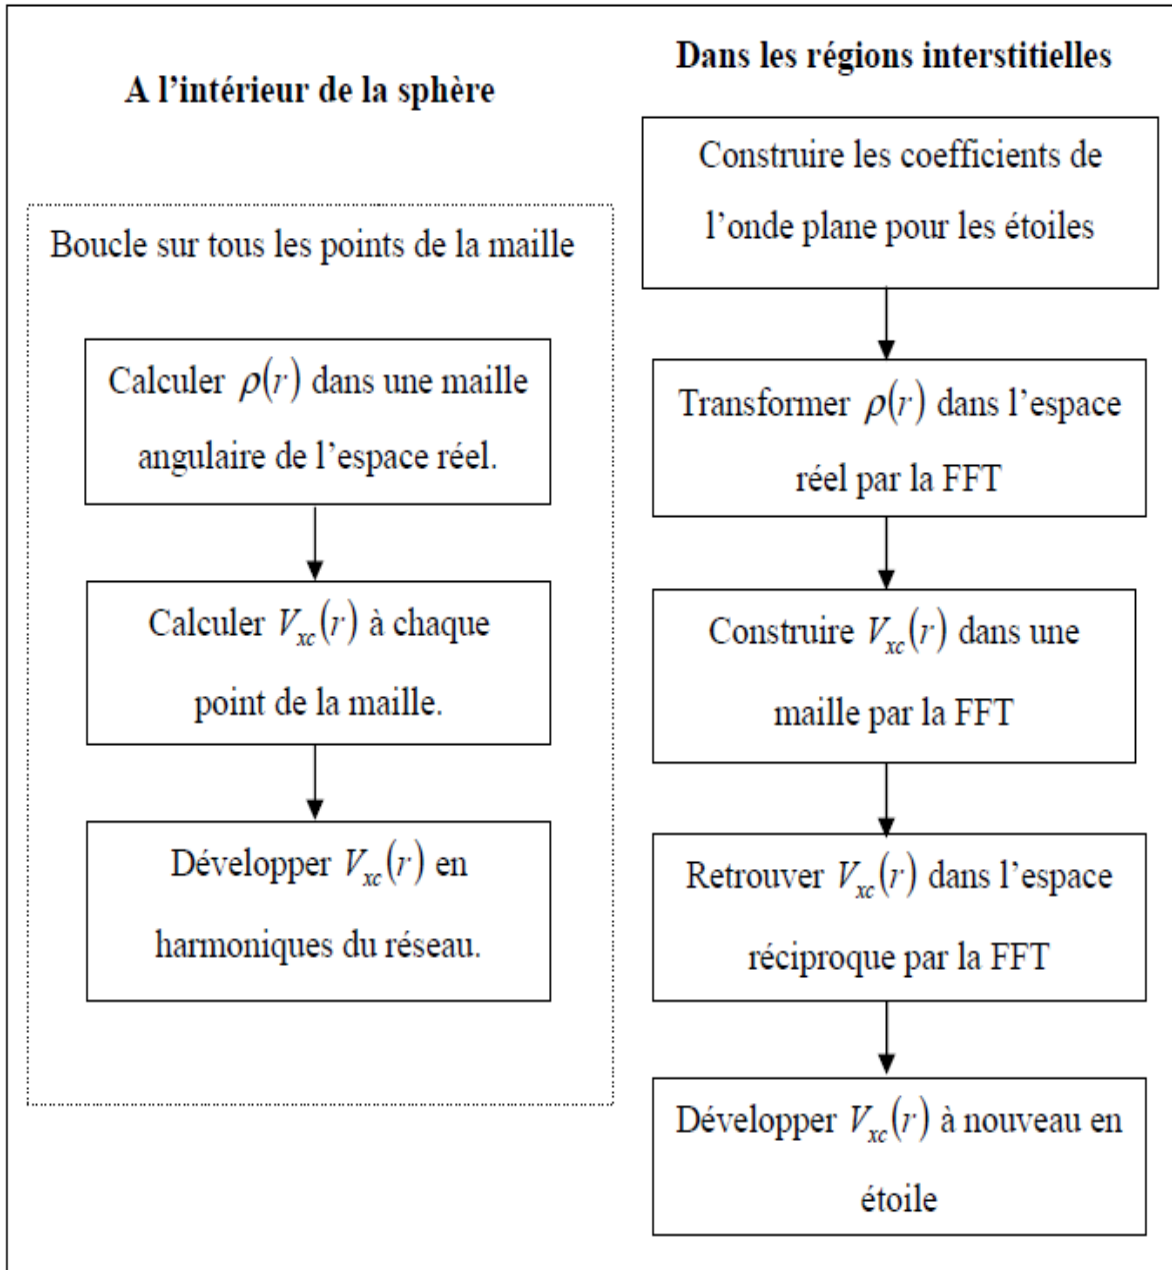 A l’intérieur de la sphère
Boucle sur tous les points de la maille
Calculer ρ(r) dans une maille
angulaire de l’espace réel.
Calculer V_xc(r) à chaque
point de la maille.
Développer V_xc(r) en
harmoniques du réseau.
Dans les régions interstitielles
Construire les coefficients de
l’onde plane pour les étoiles
Transformer ρ(r) dans l’espace
réel par la FFT
Construire V_xc(r) dans une
maille par la FFT
Retrouver V_xc(r) dans l’espace
réciproque par la FFT
Développer V_xc(r) à nouveau en
étoile